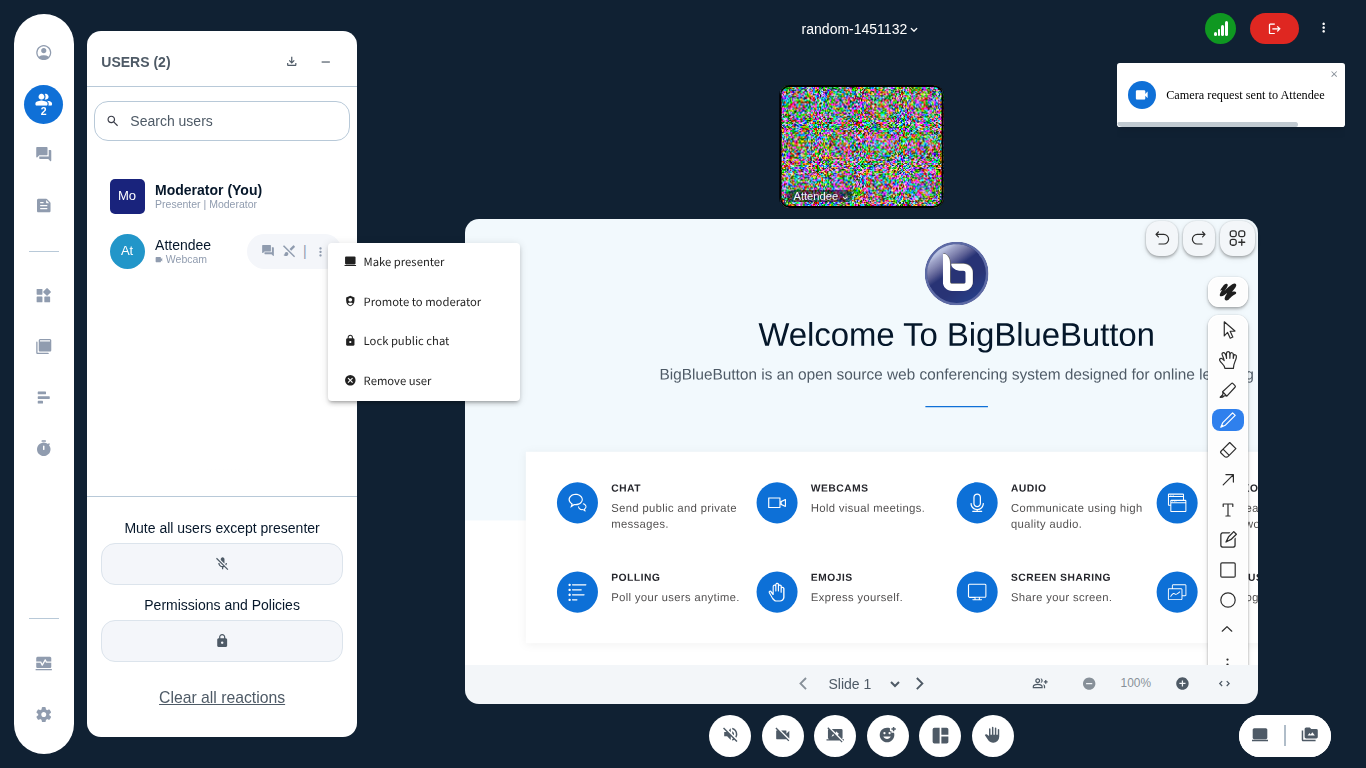 random-1451132
USERS (2)
2
Search users
Camera request sent to Attendee
Mo
Moderator (You)
Presenter | Moderator
At
Attendee
Webcam
Make presenter
Promote to moderator
Lock public chat
Remove user
Attendee
Mute all users except presenter
Permissions and Policies
Clear all reactions
Welcome To BigBlueButton
BigBlueButton is an open source web conferencing system designed for online
CHAT
Send public and private
messages.
WEBCAMS
Hold visual meetings.
AUDIO
Communicate using high
quality audio.
POLLING
Poll your users anytime.
EMOJIS
Express yourself.
SCREEN SHARING
Share your screen.
Slide 1
100%